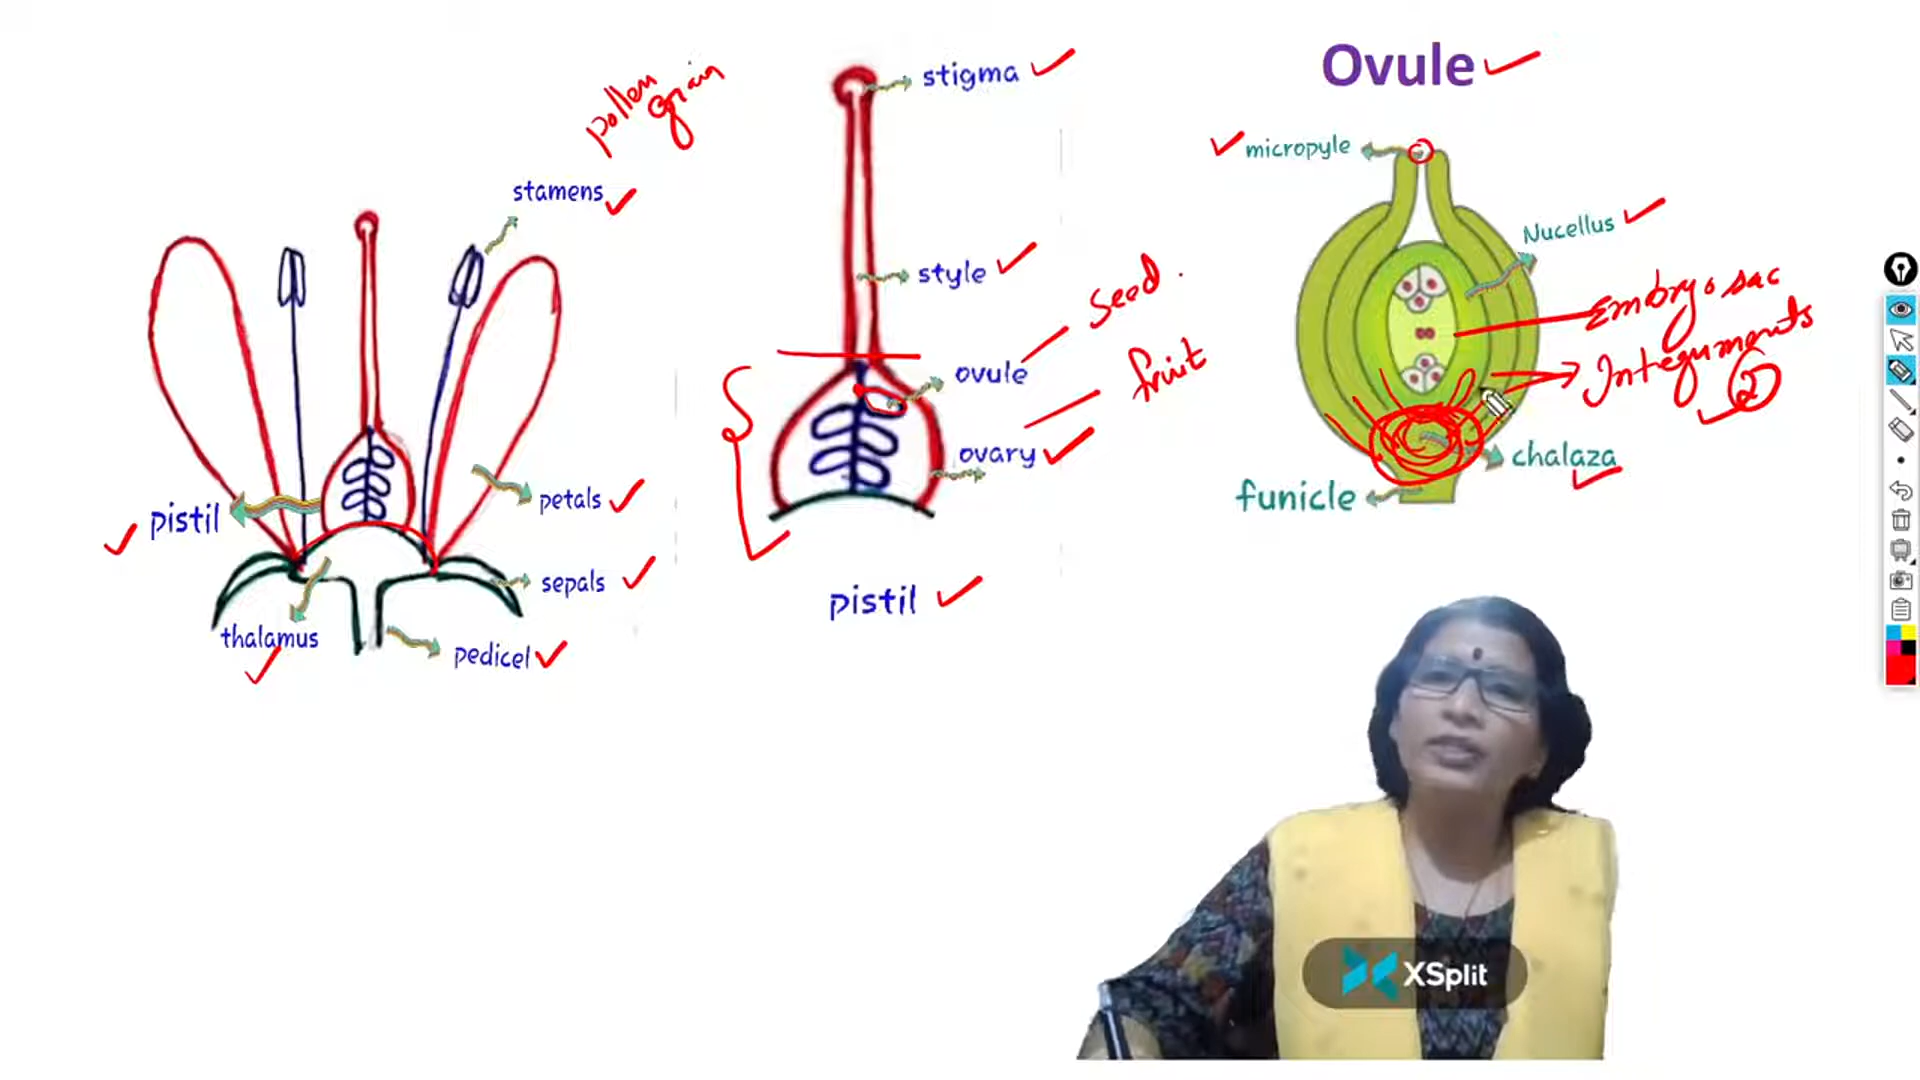 pollen
grain
stamens
pistil
petals
sepals
thalamus
pedicel
stigma
style
ovule
seed.
ovary
fruit
pistil
Ovule
micropyle
Nucellus
Embryo sac
Integuments
2
chalaza
funicle
XSplit